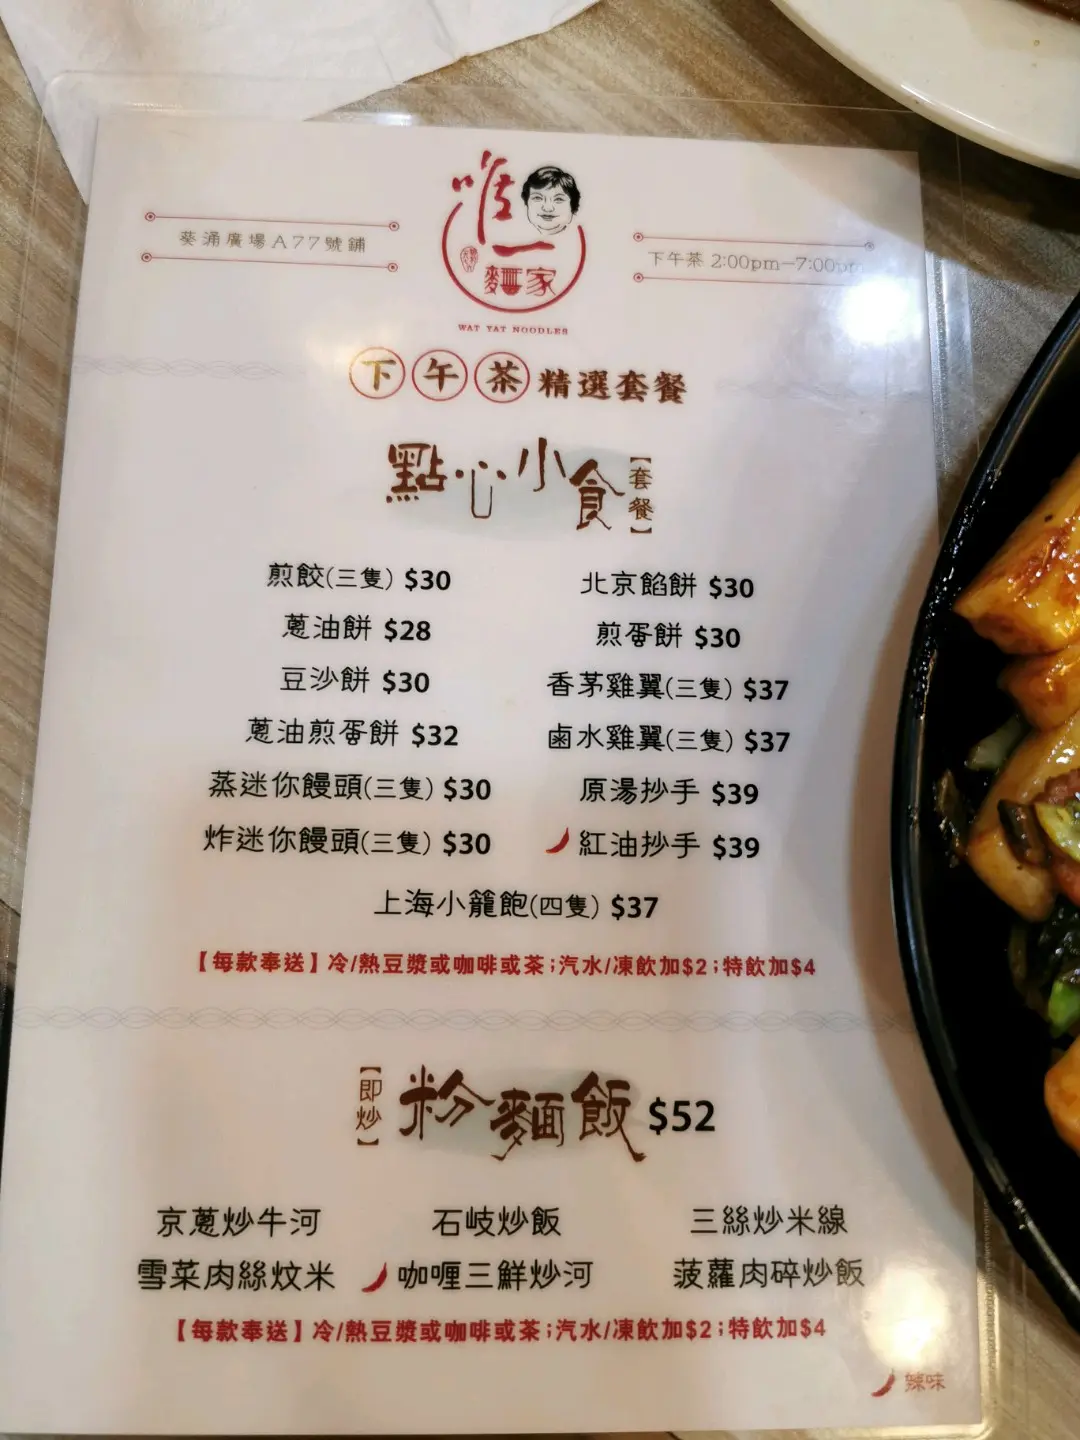 唯一
麵家
WAT YAT NOODLES
葵涌廣場A77號鋪
下午茶 2:00pm—7:00pm
下午茶精選套餐
點心小食【套餐】
煎餃(三隻) $30
北京餡餅 $30
蔥油餅 $28
煎蛋餅 $30
豆沙餅 $30
香茅雞翼(三隻) $37
蔥油煎蛋餅 $32
鹵水雞翼(三隻) $37
蒸迷你饅頭(三隻) $30
原湯抄手 $39
炸迷你饅頭(三隻) $30
紅油抄手 $39
上海小籠飽(四隻) $37
【每款奉送】冷/熱豆漿或咖啡或茶;汽水/凍飲加$2;特飲加$4
【即炒】粉麵飯 $52
京蔥炒牛河
石岐炒飯
三絲炒米線
雪菜肉絲炆米
咖喱三鮮炒河
菠蘿肉碎炒飯
【每款奉送】冷/熱豆漿或咖啡或茶;汽水/凍飲加$2;特飲加$4
辣味